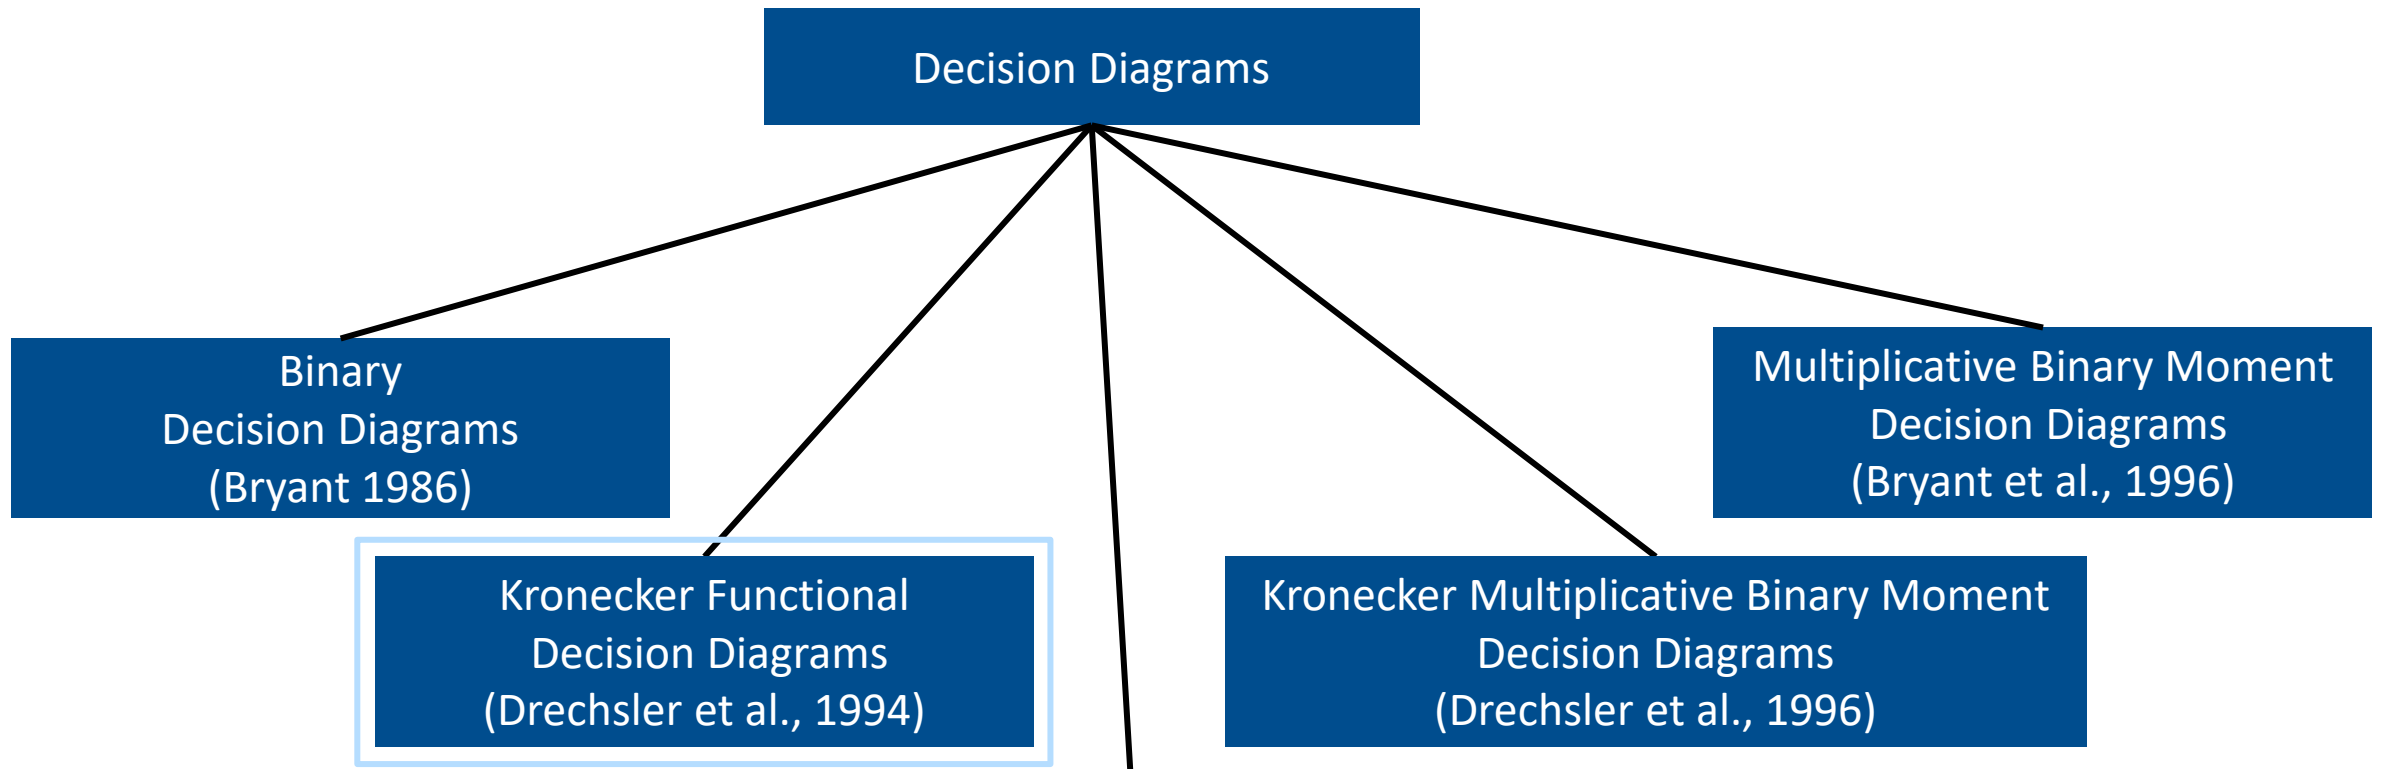 Decision Diagrams
Binary
Decision Diagrams
(Bryant 1986)
Multiplicative Binary Moment
Decision Diagrams
(Bryant et al., 1996)
Kronecker Functional
Decision Diagrams
(Drechsler et al., 1994)
Kronecker Multiplicative Binary Moment
Decision Diagrams
(Drechsler et al., 1996)